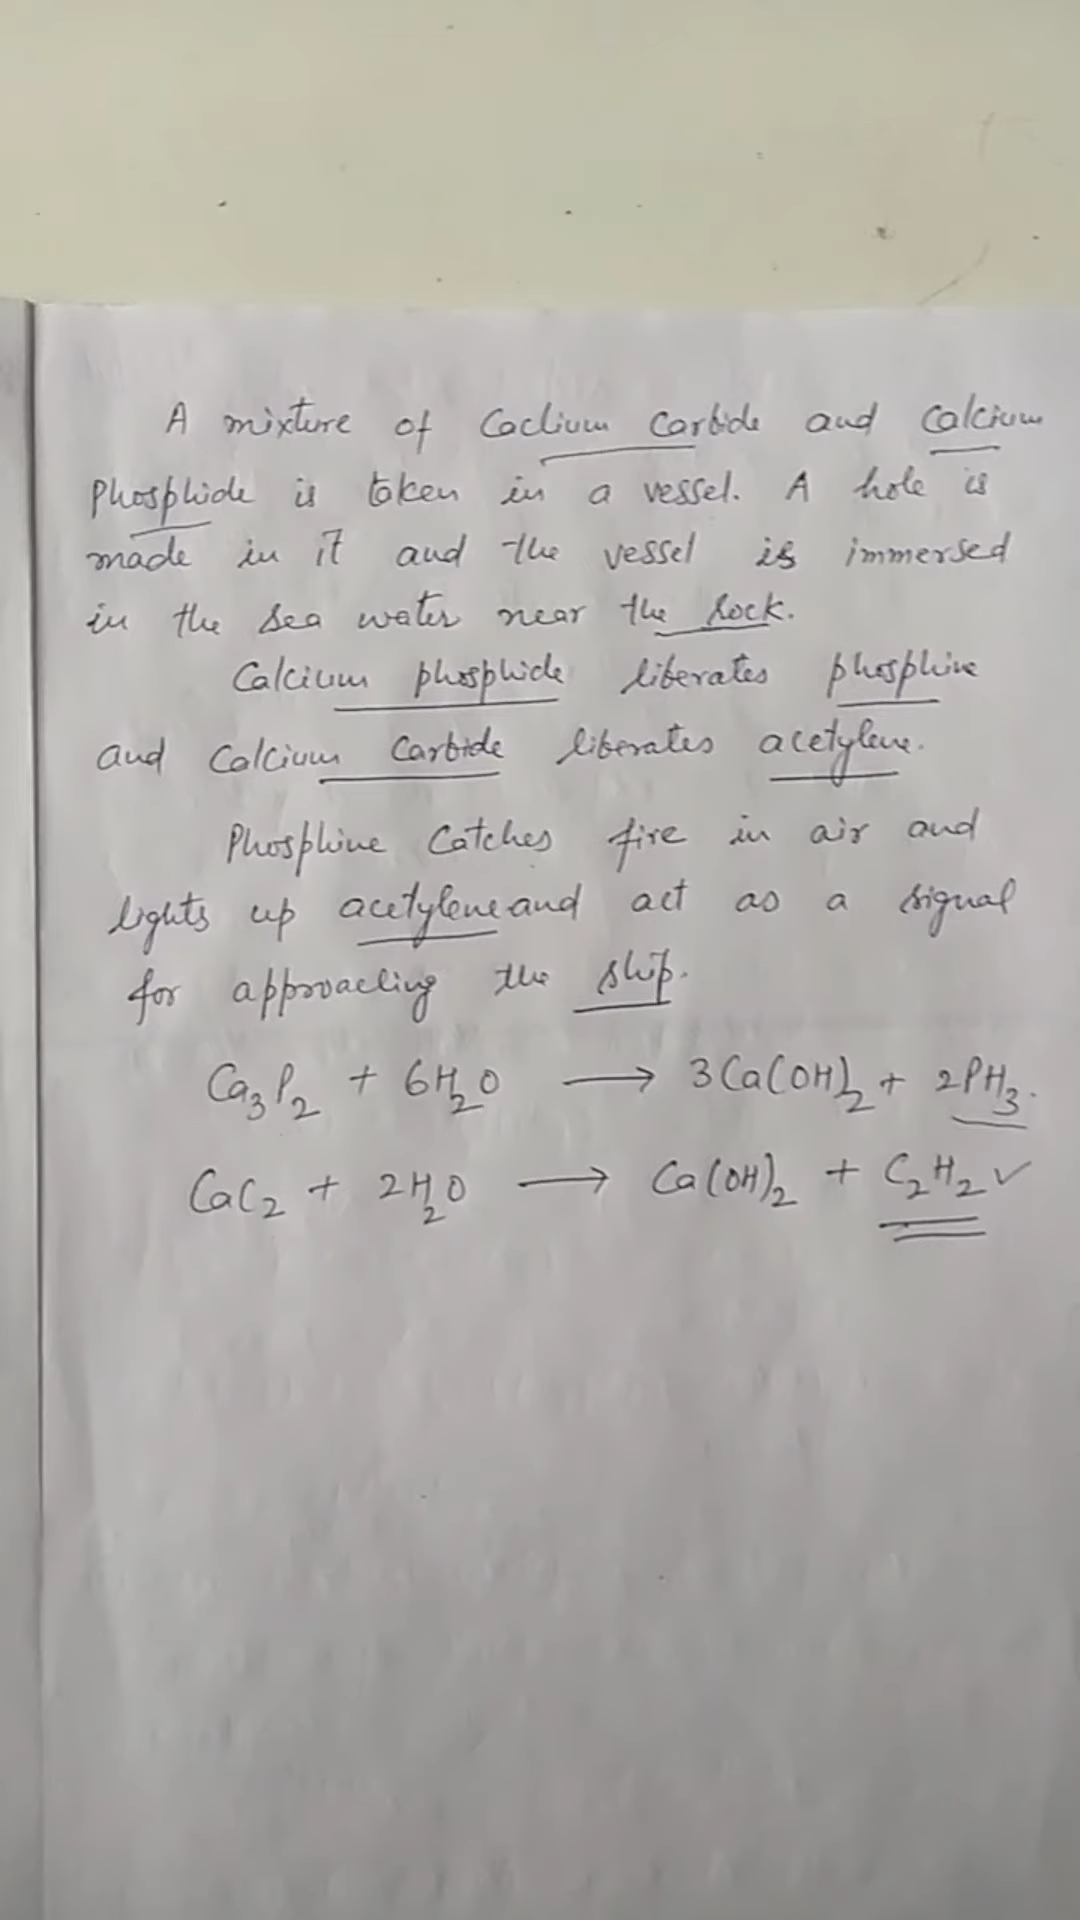 A mixture of Caclium Carbide and Calcium
Phosphide is taken in a vessel. A hole is
made in it and the vessel is immersed
in the sea water near the rock.
Calcium phosphide liberates phosphine
and Calcium Carbide liberates acetylene.
Phosphine Catches fire in air and
lights up acetylene and act as a signal
for approacling the ship.
Ca₃P₂ + 6H₂O → 3Ca(OH)₂ + 2PH₃.
CaC₂ + 2H₂O → Ca(OH)₂ + C₂H₂ ✓